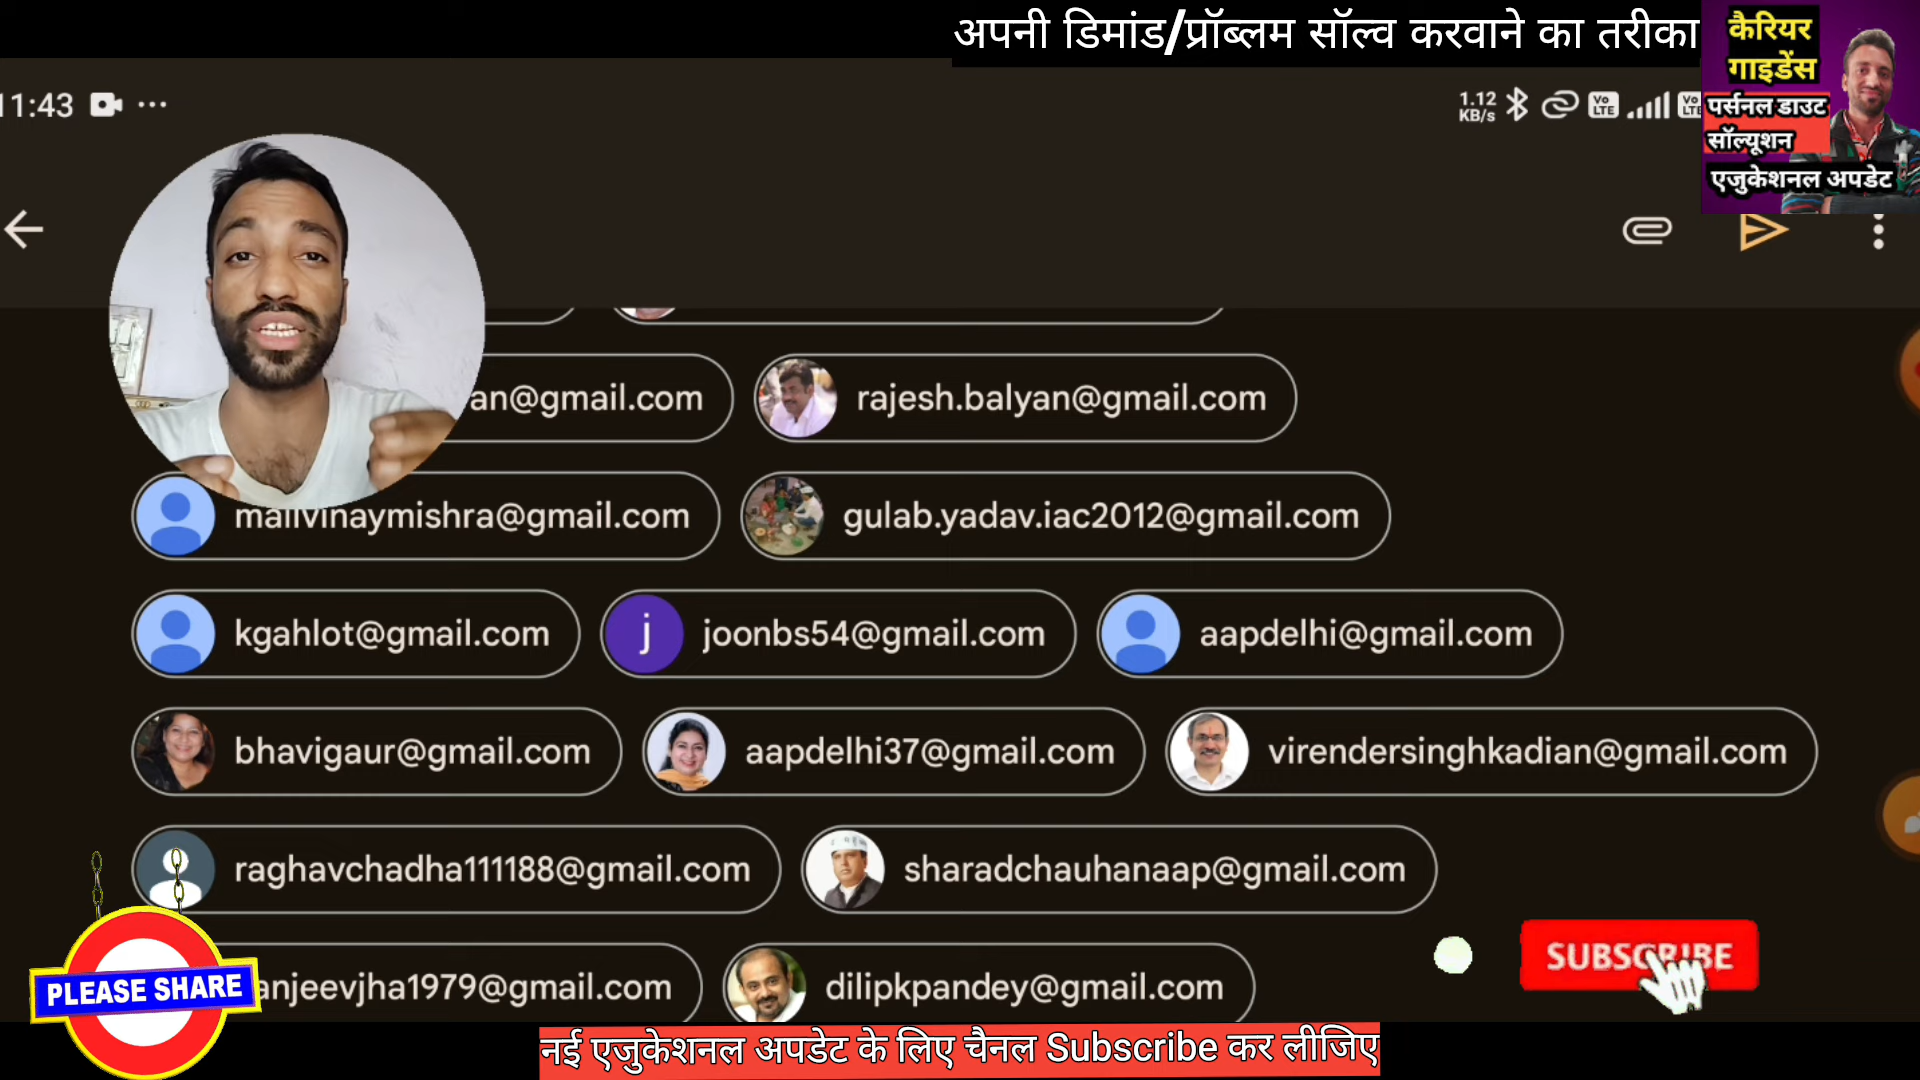 अपनी डिमांड/प्रॉब्लम सॉल्व करवाने का तरीका
कैरियर
गाइडेंस
पर्सनल डाउट
सॉल्यूशन
एजुकेशनल अपडेट
11:43
1.12
KB/s
Vo
LTE
an@gmail.com
rajesh.balyan@gmail.com
mailvinaymishra@gmail.com
gulab.yadav.iac2012@gmail.com
kgahlot@gmail.com
j
joonbs54@gmail.com
aapdelhi@gmail.com
bhavigaur@gmail.com
aapdelhi37@gmail.com
virendersinghkadian@gmail.com
raghavchadha111188@gmail.com
sharadchauhanaap@gmail.com
anjeevjha1979@gmail.com
dilipkpandey@gmail.com
PLEASE SHARE
SUBSCRIBE
नई एजुकेशनल अपडेट के लिए चैनल Subscribe कर लीजिए